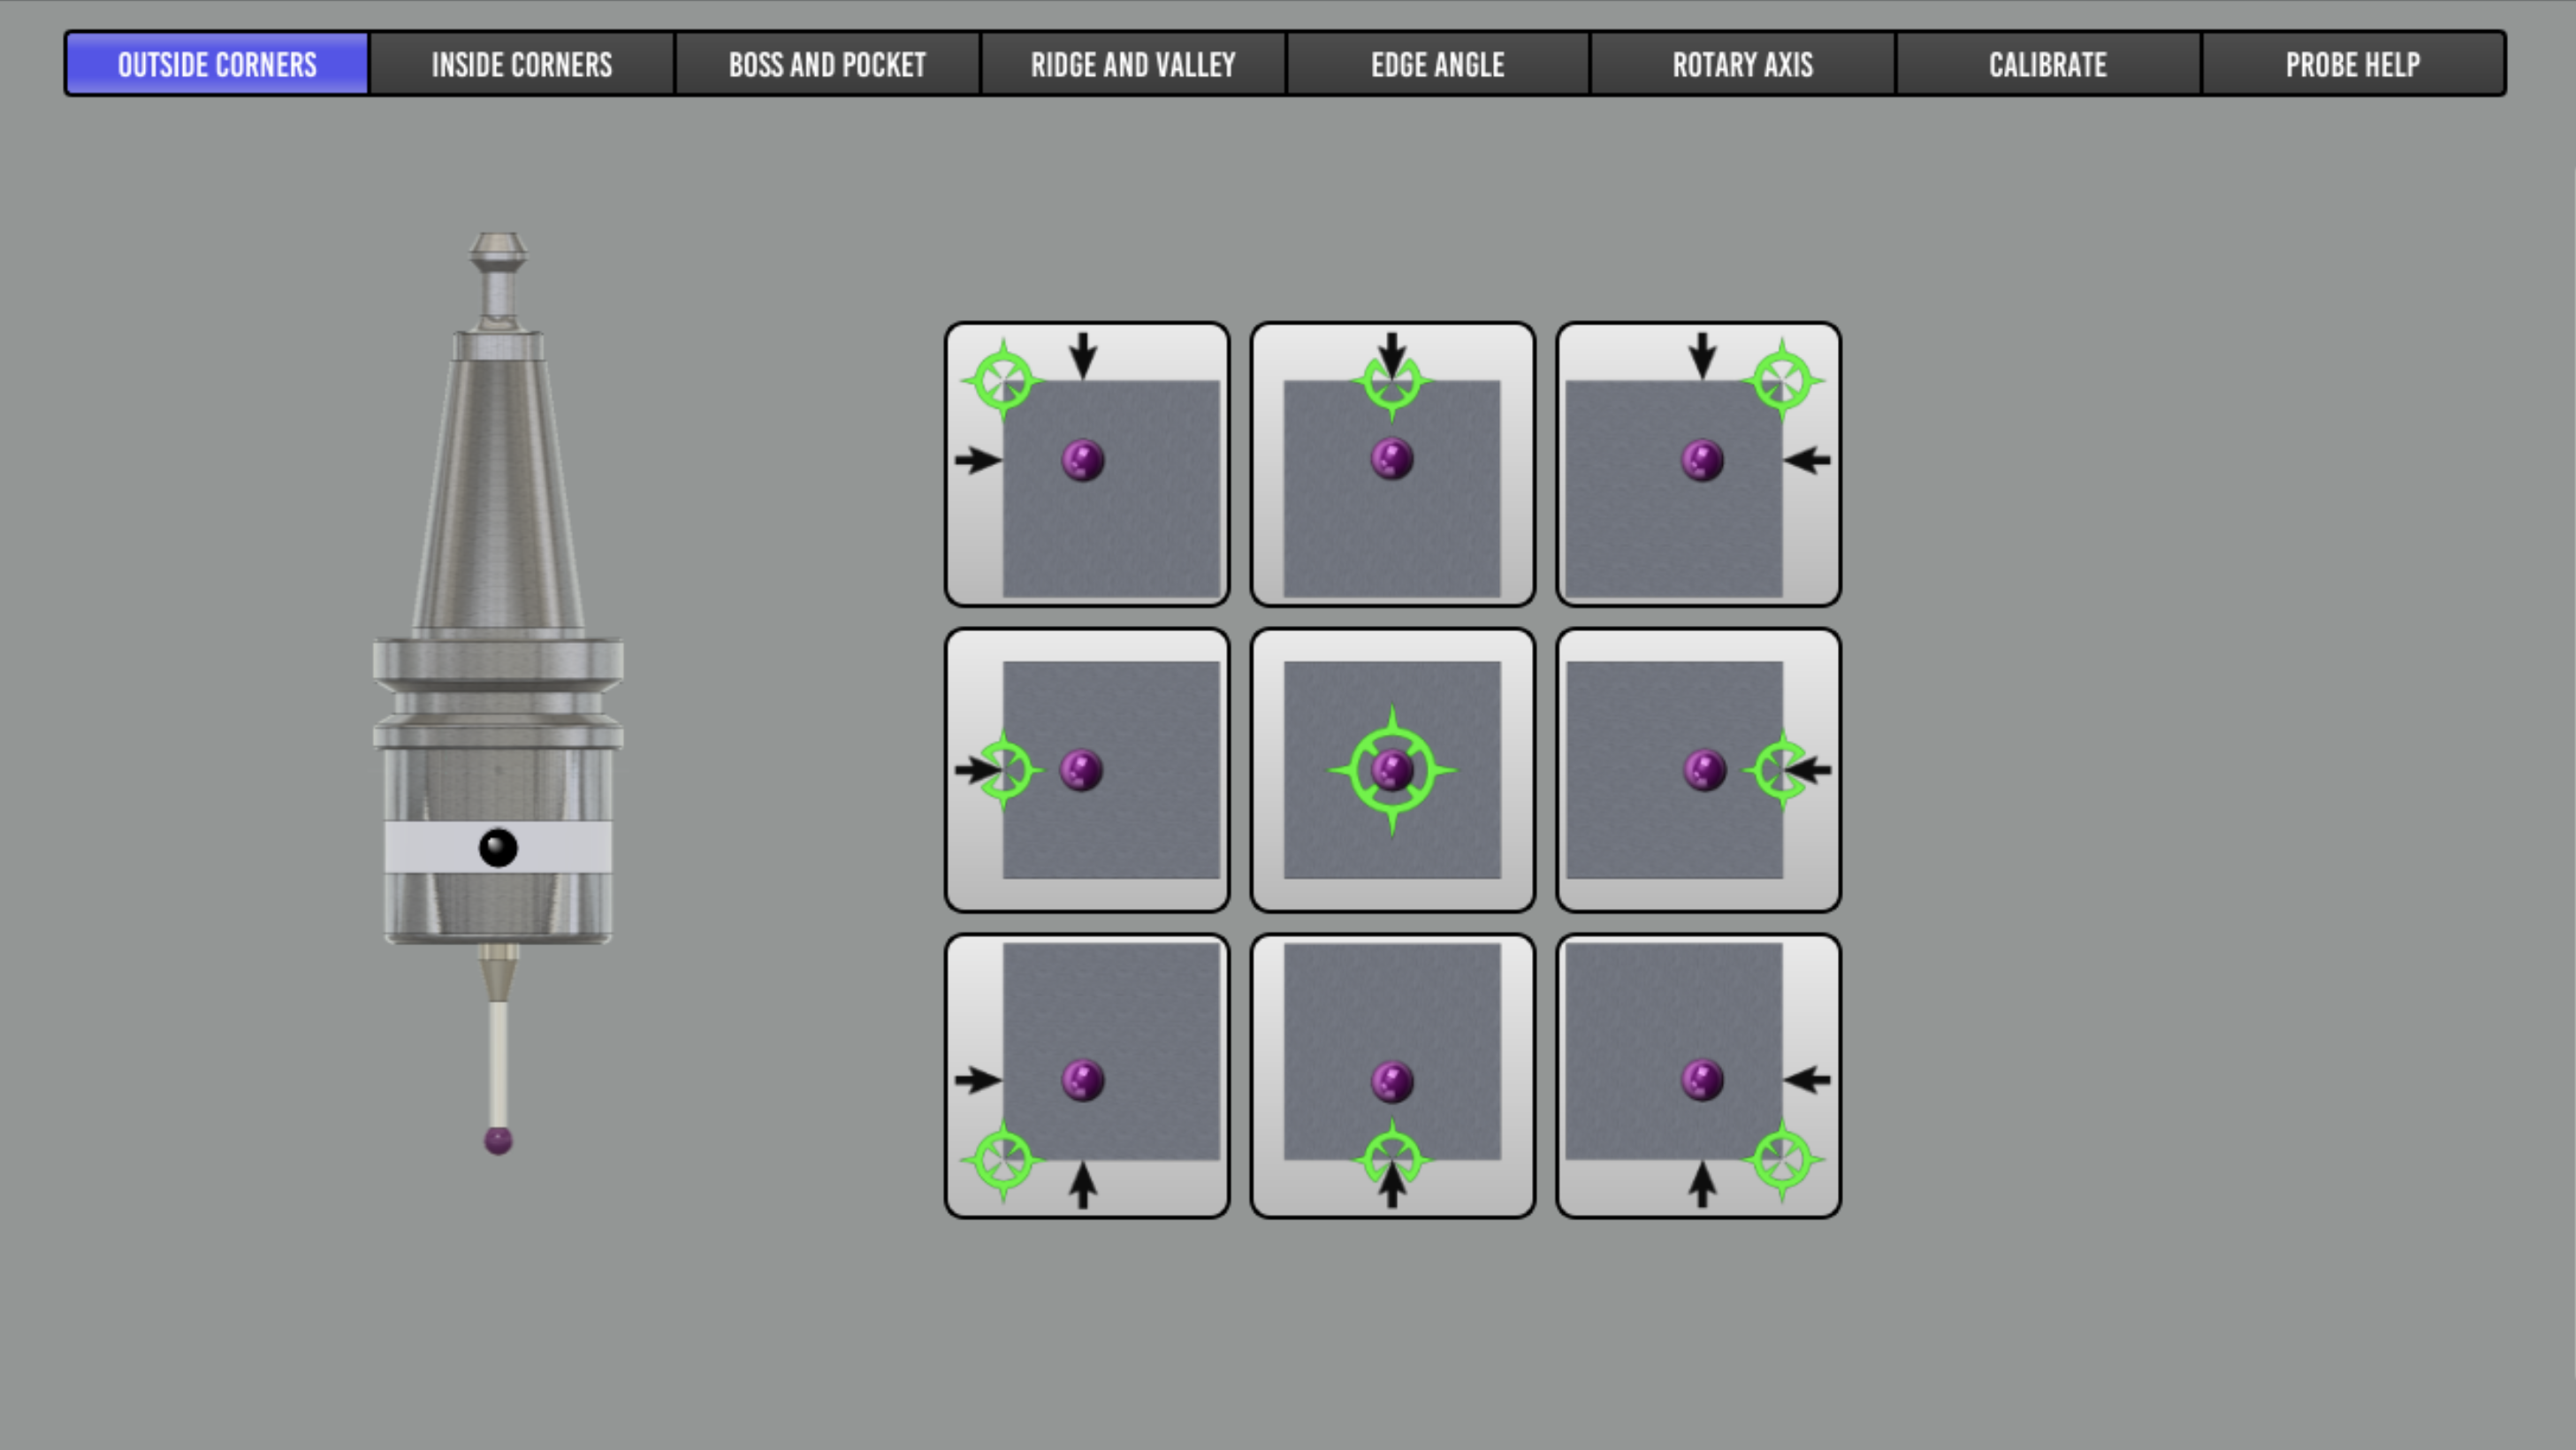 OUTSIDE CORNERS
INSIDE CORNERS
BOSS AND POCKET
RIDGE AND VALLEY
EDGE ANGLE
ROTARY AXIS
CALIBRATE
PROBE HELP